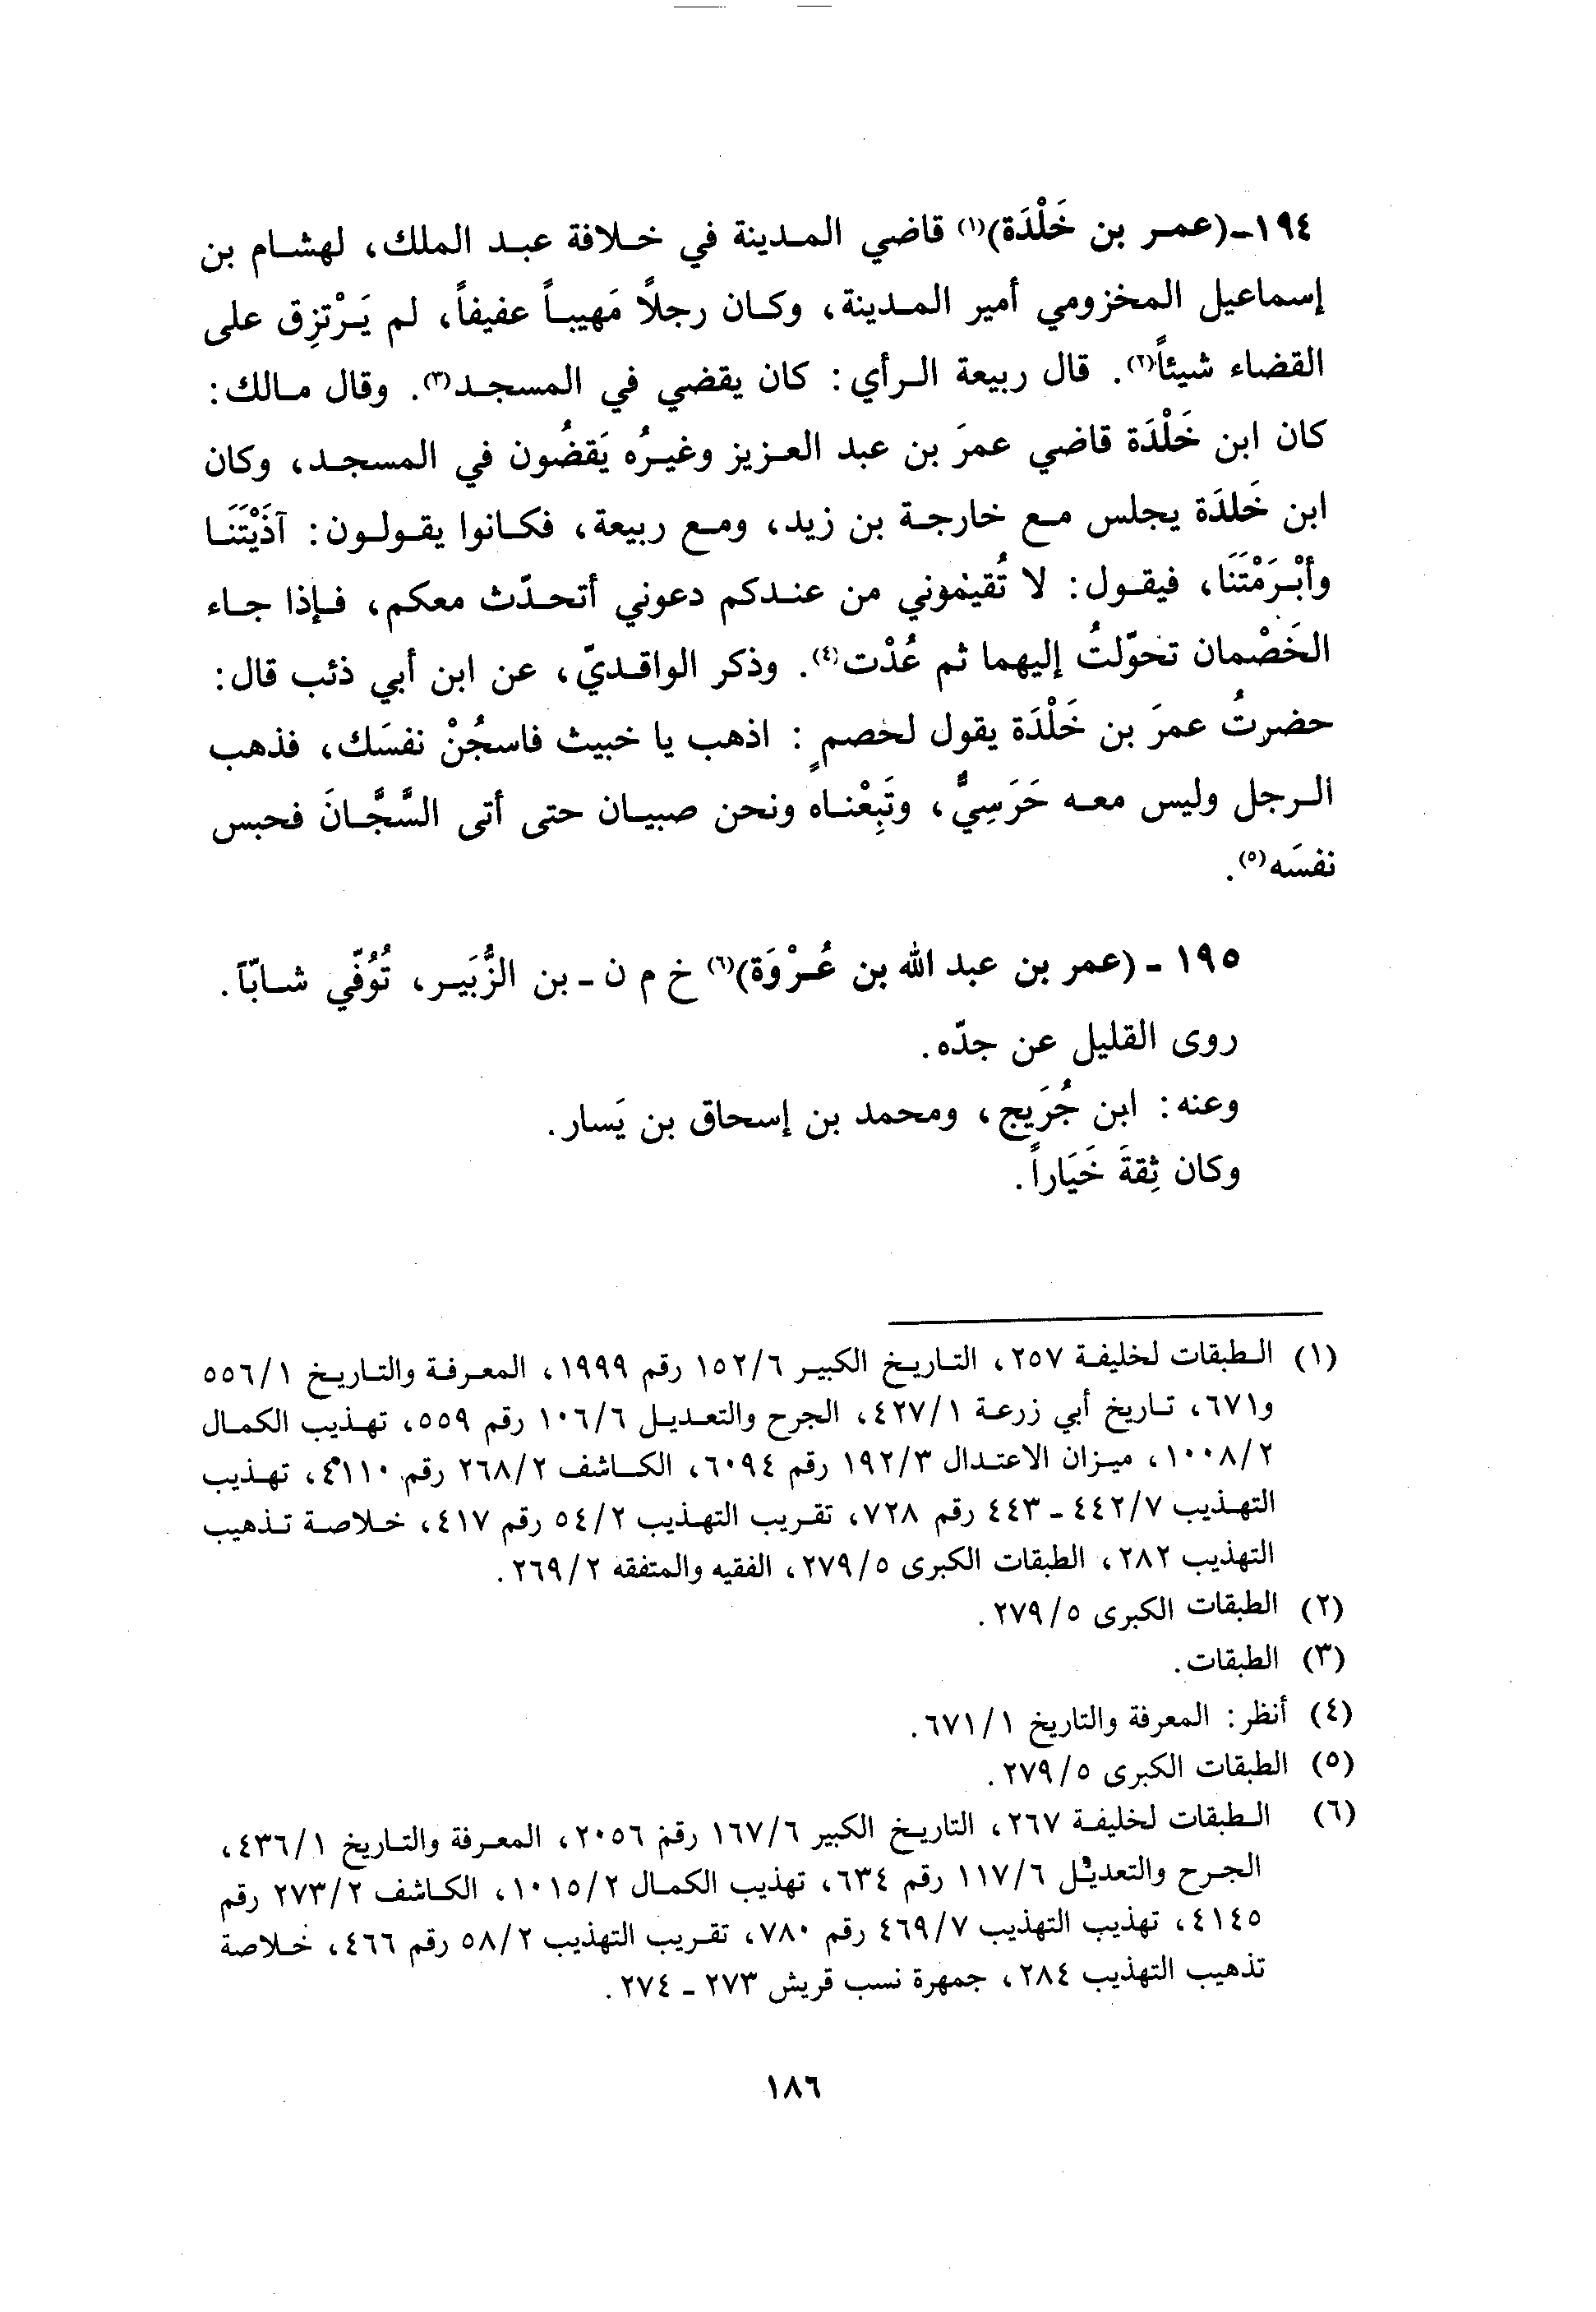 ١٩٤ـ(عمر بن خَلْدَة)(١) قاضي المدينة في خلافة عبد الملك، لهشام بن
إسماعيل المخزومي أمير المدينة، وكان رجلاً مَهيباً عفيفاً، لم يَرْتزِق على
القضاء شيئاً(٢). قال ربيعة الرأي: كان يقضي في المسجد(٣). وقال مالك:
كان ابن خَلْدَة قاضي عمرَ بن عبد العزيز وغيرُه يَقضُون في المسجد، وكان
ابن خَلدَة يجلس مع خارجة بن زيد، ومع ربيعة، فكانوا يقولون: آذَيْتَنَا
وأَبْرَمْتَنَا، فيقول: لا تُقيْموني من عندكم دعوني أتحدّث معكم، فإذا جاء
الخَصْمان تحوّلتُ إليهما ثم عُدْت(٤). وذكر الواقديّ، عن ابن أبي ذئب قال:
حضرتُ عمرَ بن خَلْدَة يقول لخصمٍ: اذهب يا خبيث فاسجُنْ نفسَك، فذهب
الرجل وليس معه حَرَسِيٌّ، وتَبِعْناه ونحن صبيان حتى أتى السَّجَّانَ فحبس
نفسَه(٥).
١٩٥ ـ (عمر بن عبد الله بن عُرْوَة)(٦) خ م ن ـ بن الزُّبَير، تُوُفّي شابّاً.
روى القليل عن جدّه.
وعنه: ابن جُرَيج، ومحمد بن إسحاق بن يَسار.
وكان ثِقةَ خَيَاراً.
(١) الطبقات لخليفة ٢٥٧، التاريخ الكبير ١٥٢/٦ رقم ١٩٩٩، المعرفة والتاريخ ٥٥٦/١
و٦٧١، تاريخ أبي زرعة ٤٢٧/١، الجرح والتعديل ١٠٦/٦ رقم ٥٥٩، تهذيب الكمال
١٠٠٨/٢، ميزان الاعتدال ١٩٢/٣ رقم ٦٠٩٤، الكاشف ٢٦٨/٢ رقم ٤١١٠، تهذيب
التهذيب ٤٤٢/٧ ـ ٤٤٣ رقم ٧٢٨، تقريب التهذيب ٥٤/٢ رقم ٤١٧، خلاصة تذهيب
التهذيب ٢٨٢، الطبقات الكبرى ٢٧٩/٥، الفقيه والمتفقه ٢٦٩/٢.
(٢) الطبقات الكبرى ٢٧٩/٥.
(٣) الطبقات.
(٤) أنظر: المعرفة والتاريخ ٦٧١/١.
(٥) الطبقات الكبرى ٢٧٩/٥.
(٦) الطبقات لخليفة ٢٦٧، التاريخ الكبير ١٦٧/٦ رقم ٢٠٥٦، المعرفة والتاريخ ٤٣٦/١،
الجرح والتعديل ١١٧/٦ رقم ٦٣٤، تهذيب الكمال ١٠١٥/٢، الكاشف ٢٧٣/٢ رقم
٤١٤٥، تهذيب التهذيب ٤٦٩/٧ رقم ٧٨٠، تقريب التهذيب ٥٨/٢ رقم ٤٦٦، خلاصة
تذهيب التهذيب ٢٨٤، جمهرة نسب قريش ٢٧٣ ـ ٢٧٤.
١٨٦